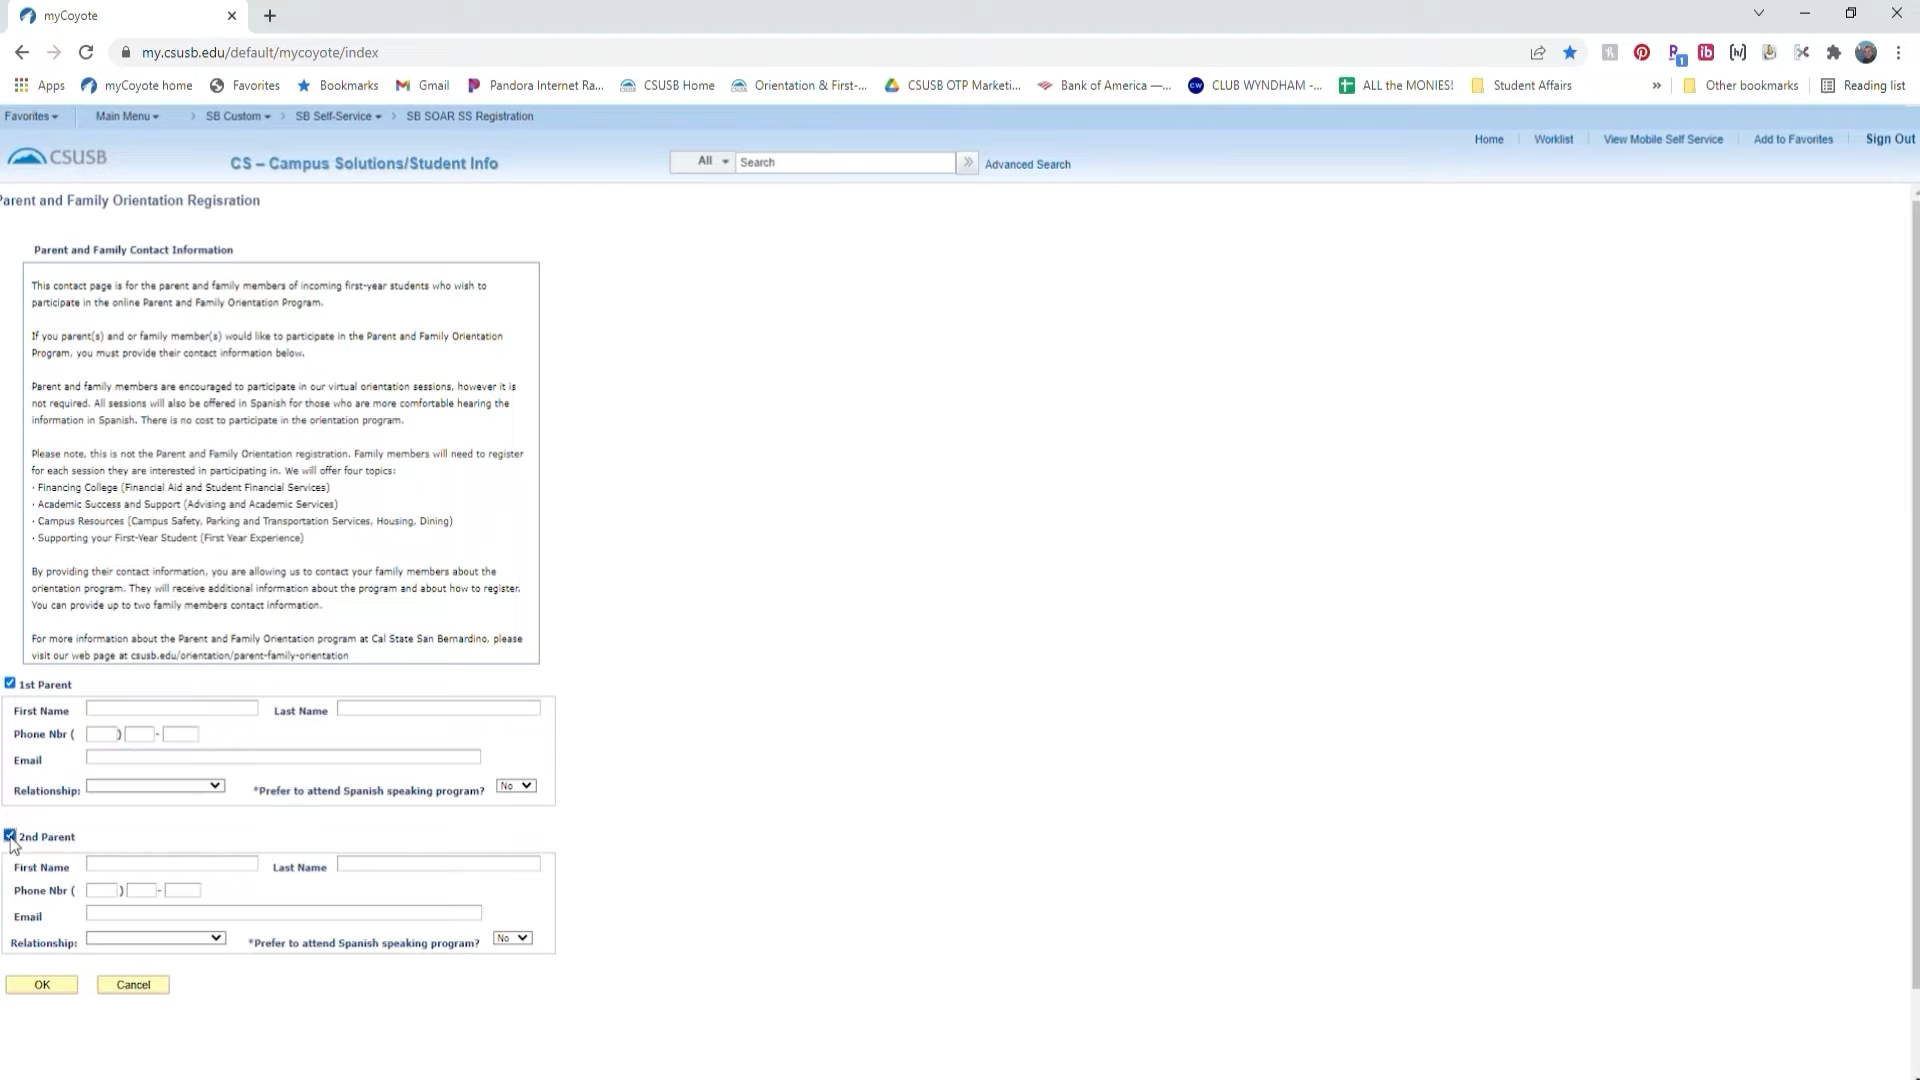 myCoyote
my.csusb.edu/default/mycoyote/index
Apps myCoyote home Favorites Bookmarks Gmail Pandora Internet Ra... CSUSB Home Orientation & First-... CSUSB OTP Marketi... Bank of America —... CLUB WYNDHAM -... ALL the MONIES! Student Affairs » Other bookmarks Reading list
Favorites Main Menu > SB Custom > SB Self-Service > SB SOAR SS Registration
Home Worklist View Mobile Self Service Add to Favorites Sign Out
CSUSB CS – Campus Solutions/Student Info All Search » Advanced Search
Parent and Family Orientation Regisration
Parent and Family Contact Information
This contact page is for the parent and family members of incoming first-year students who wish to
participate in the online Parent and Family Orientation Program.
If you parent(s) and or family member(s) would like to participate in the Parent and Family Orientation
Program, you must provide their contact information below.
Parent and family members are encouraged to participate in our virtual orientation sessions, however it is
not required. All sessions will also be offered in Spanish for those who are more comfortable hearing the
information in Spanish. There is no cost to participate in the orientation program.
Please note, this is not the Parent and Family Orientation registration. Family members will need to register
for each session they are interested in participating in. We will offer four topics:
· Financing College (Financial Aid and Student Financial Services)
· Academic Success and Support (Advising and Academic Services)
· Campus Resources (Campus Safety, Parking and Transportation Services, Housing, Dining)
· Supporting your First-Year Student (First Year Experience)
By providing their contact information, you are allowing us to contact your family members about the
orientation program. They will receive additional information about the program and about how to register.
You can provide up to two family members contact information.
For more information about the Parent and Family Orientation program at Cal State San Bernardino, please
visit our web page at csusb.edu/orientation/parent-family-orientation
1st Parent
First Name Last Name
Phone Nbr ( ) -
Email
Relationship: *Prefer to attend Spanish speaking program? No
2nd Parent
First Name Last Name
Phone Nbr ( ) -
Email
Relationship: *Prefer to attend Spanish speaking program? No
OK Cancel